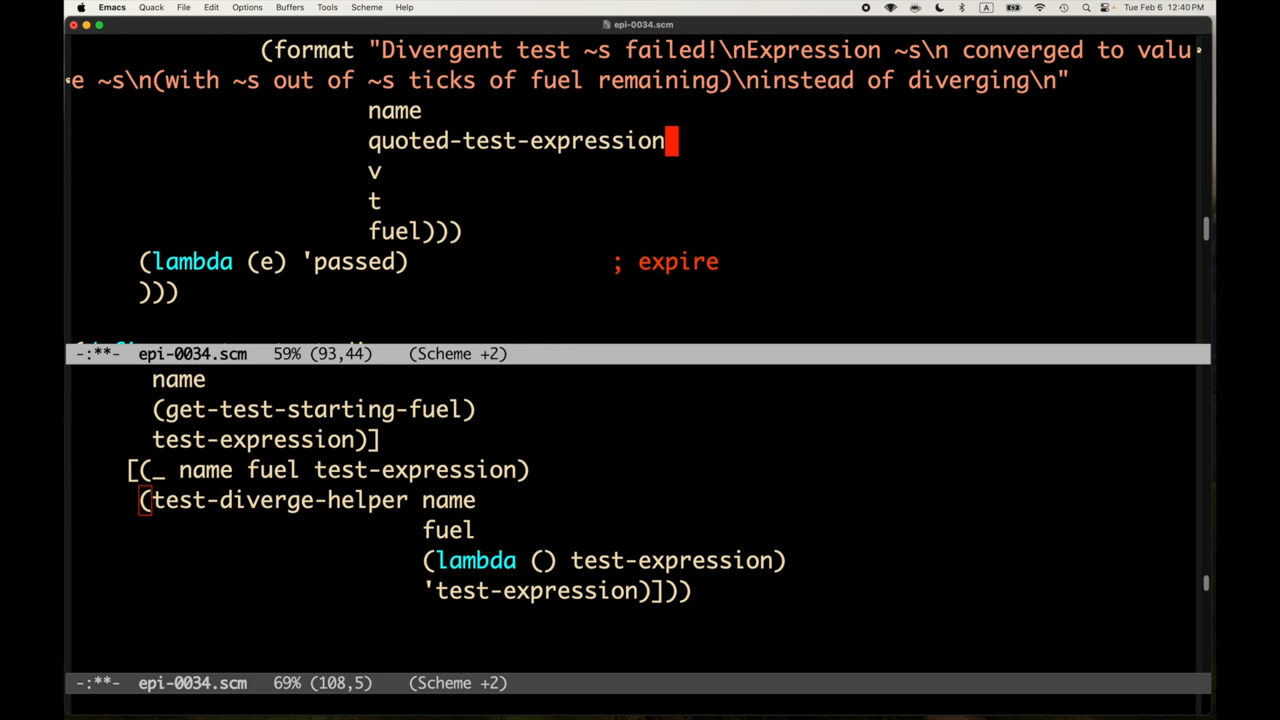 Emacs Quack File Edit Options Buffers Tools Scheme Help A Tue Feb 6 12:40 PM
epi-0034.scm
(format "Divergent test ~s failed!\nExpression ~s\n converged to valu
e ~s\n(with ~s out of ~s ticks of fuel remaining)\ninstead of diverging\n"
name
quoted-test-expression
v
t
fuel)))
(lambda (e) 'passed) ; expire
)))
-:**- epi-0034.scm 59% (93,44) (Scheme +2)
name
(get-test-starting-fuel)
test-expression)]
[(_ name fuel test-expression)
(test-diverge-helper name
fuel
(lambda () test-expression)
'test-expression)]))
-:**- epi-0034.scm 69% (108,5) (Scheme +2)